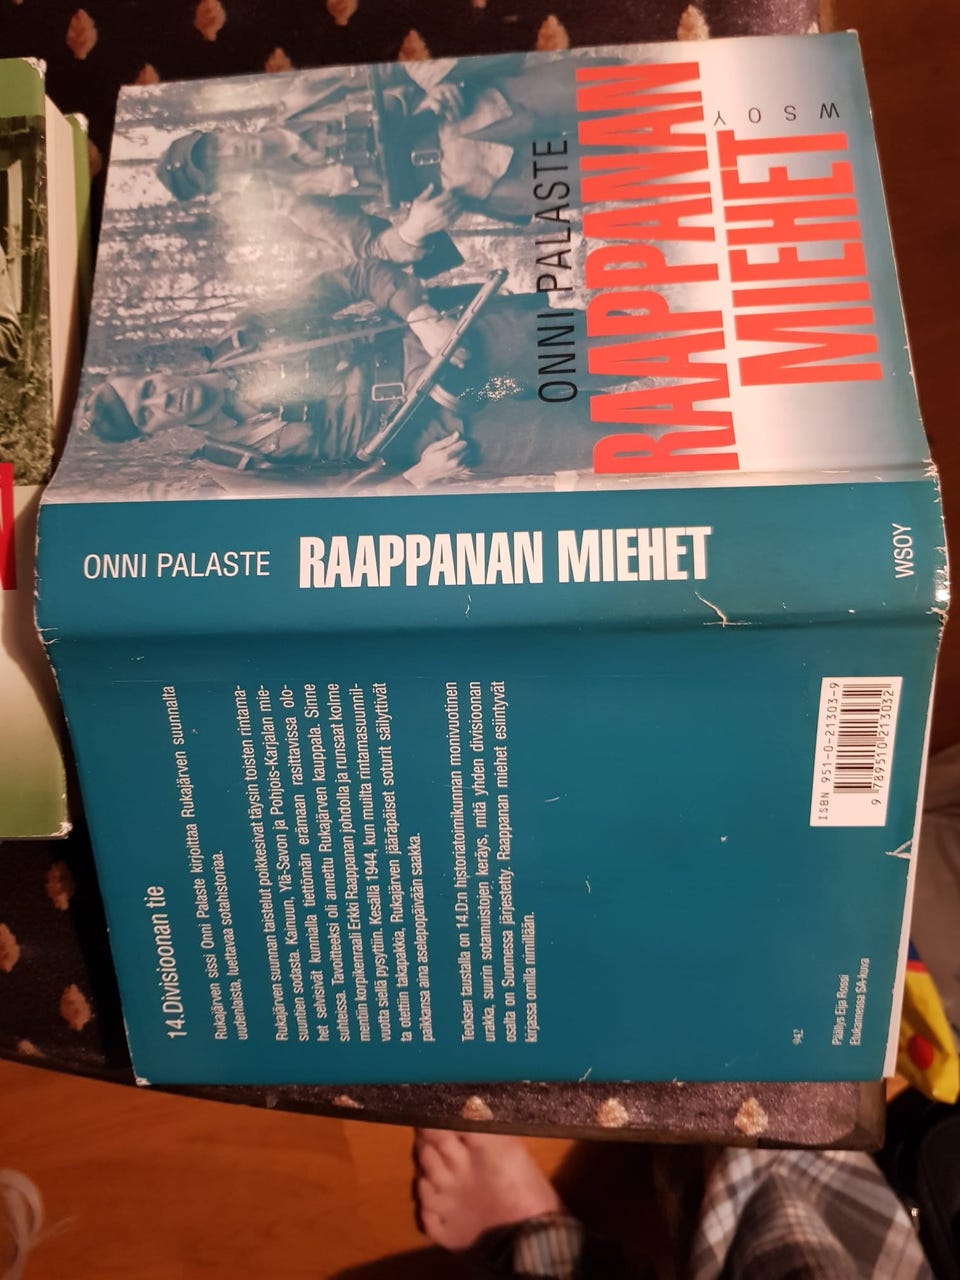 ONNI PALASTE
RAAPPANAN
MIEHET
WSOY
ONNI PALASTE RAAPPANAN MIEHET WSOY
14.Divisioonan tie
Rukajärven sissi Onni Palaste kirjoittaa Rukajärven suunnalta
uudenlaista, luettavaa sotahistoriaa.
Rukajärven suunnan taistelut poikkesivat täysin toisten rintama-
suuntien sodasta. Kainuun, Ylä-Savon ja Pohjois-Karjalan mie-
het selvisivät kunnialla tiettömän erämaan rasittavissa olo-
suhteissa. Tavoitteeksi oli annettu Rukajärven kauppala. Sinne
mentiin korpikenraali Erkki Raappanan johdolla ja runsaat kolme
vuotta siellä pysyttiin. Kesällä 1944, kun muilta rintamasuunnil-
ta otettiin takapakkia, Rukajärven jääräpäiset soturit säilyttivät
paikkansa aina aselepopäivään saakka.
Teoksen taustalla on 14.D:n historiatoimikunnan monivuotinen
urakka, suurin sotamuistojen keräys, mitä yhden divisioonan
osalta on Suomessa järjestetty. Raappanan miehet esiintyvät
kirjassa omilla nimillään.
942
Päällys Eija Rossi
Etukannessa SA-kuva
ISBN 951-0-21303-9
9 789510 213032